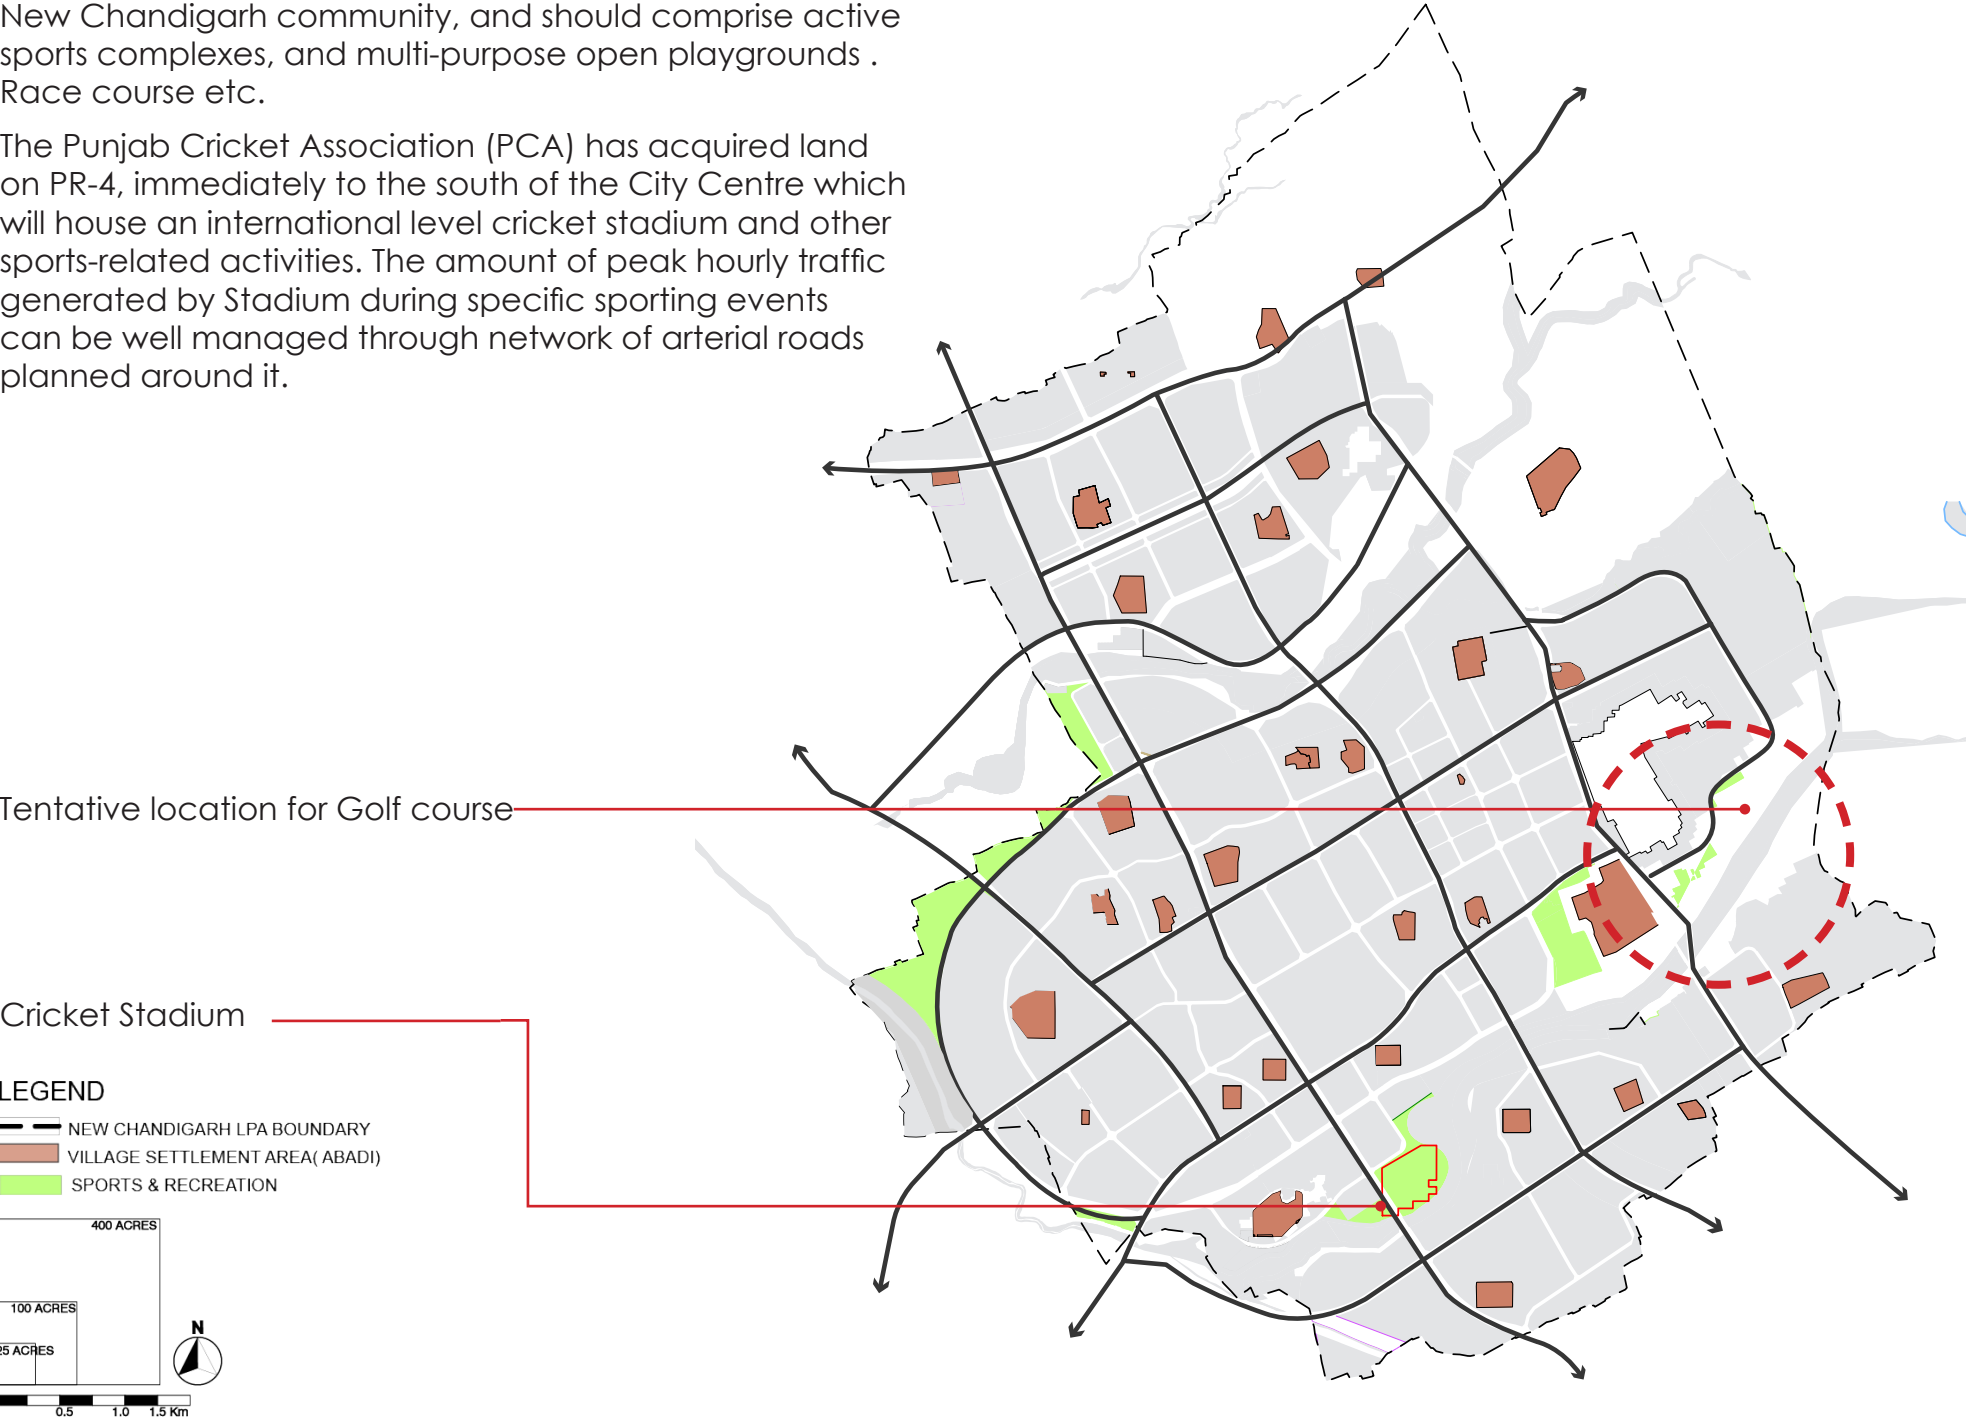 New Chandigarh community, and should comprise active
sports complexes, and multi-purpose open playgrounds .
Race course etc.
The Punjab Cricket Association (PCA) has acquired land
on PR-4, immediately to the south of the City Centre which
will house an international level cricket stadium and other
sports-related activities. The amount of peak hourly traffic
generated by Stadium during specific sporting events
can be well managed through network of arterial roads
planned around it.
Tentative location for Golf course
Cricket Stadium
LEGEND
NEW CHANDIGARH LPA BOUNDARY
VILLAGE SETTLEMENT AREA( ABADI)
SPORTS & RECREATION
400 ACRES
100 ACRES
25 ACRES
N
0.5 1.0 1.5 Km